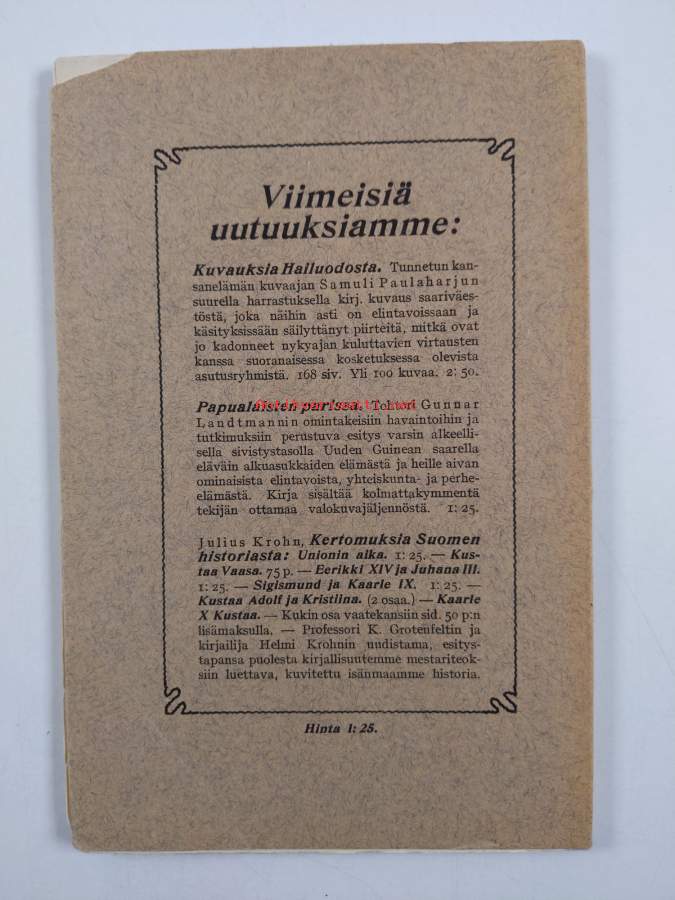 Viimeisiä
uutuuksiamme:
Kuvauksia Hailuodosta. Tunnetun kan-
sanelämän kuvaajan Samuli Paulaharjun
suurella harrastuksella kirj. kuvaus saariväes-
töstä, joka näihin asti on elintavoissaan ja
käsityksissään säilyttänyt piirteitä, mitkä ovat
jo kadonneet nykyajan kuluttavien virtausten
kanssa suoranaisessa kosketuksessa olevista
asutusryhmistä. 168 siv. Yli 100 kuvaa. 2: 50.
Papualaisten parissa. Tohtori Gunnar
Landtmannin omintakeisiin havaintoihin ja
tutkimuksiin perustuva esitys varsin alkeelli-
sella sivistystasolla Uuden Guinean saarella
eläväin alkuasukkaiden elämästä ja heille aivan
ominaisista elintavoista, yhteiskunta- ja perhe-
elämästä. Kirja sisältää kolmattakymmentä
tekijän ottamaa valokuvajäljennöstä. 1: 25.
Julius Krohn, Kertomuksia Suomen
historiasta: Unionin aika. 1: 25. — Kus-
taa Vaasa. 75 p. — Eerikki XIV ja Juhana III.
1: 25. — Sigismund ja Kaarle IX. 1: 25. —
Kustaa Adolf ja Kristiina. (2 osaa.) — Kaarle
X Kustaa. — Kukin osa vaatekansiin sid. 50 p:n
lisämaksulla. — Professori K. Grotenfeltin ja
kirjailija Helmi Krohnin uudistama, esitys-
tapansa puolesta kirjallisuutemme mestariteok-
siin luettava, kuvitettu isänmaamme historia.
Hinta 1: 25.